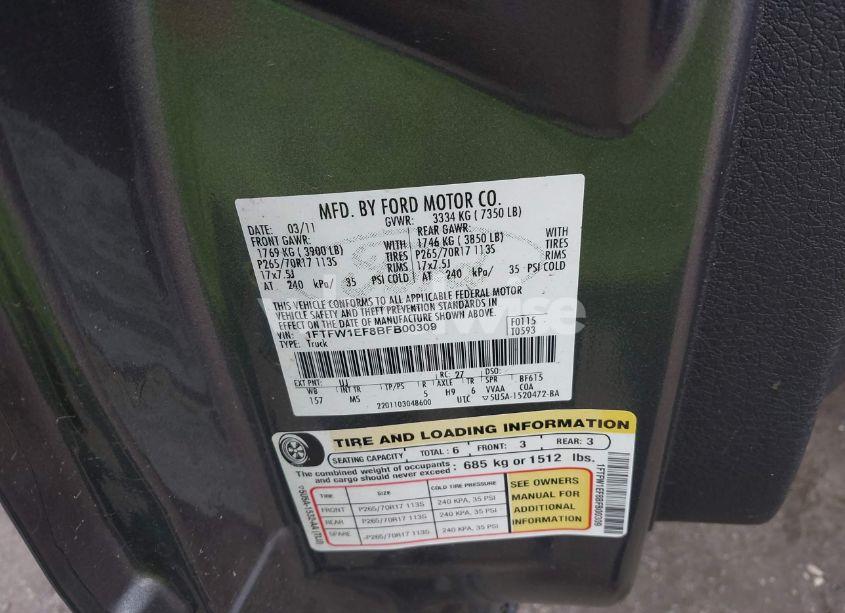 MFD. BY FORD MOTOR CO.
DATE: 03/11 GVWR: 3334 KG ( 7350 LB)
FRONT GAWR: REAR GAWR:
1769 KG ( 3900 LB) WITH 1746 KG ( 3850 LB) WITH
P265/70R17 113S TIRES P265/70R17 113S TIRES
17x7.5J RIMS 17x7.5J RIMS
AT 240 kPa/ 35 PSI COLD AT 240 kPa/ 35 PSI COLD
THIS VEHICLE CONFORMS TO ALL APPLICABLE FEDERAL MOTOR
VEHICLE SAFETY AND THEFT PREVENTION STANDARDS IN
EFFECT ON THE DATE OF MANUFACTURE SHOWN ABOVE.
VIN: 1FTFW1EF8BFB00309 F0T15
TYPE: Truck T0593
EXT PNT: UJ RC: 27 DSO:
WB INT TR TP/PS R AXLE TR SPR BF615
157 MS 5 H9 6 VVAA COA
2201103048600 UTC 5U5A-1520472-BA
TIRE AND LOADING INFORMATION
SEATING CAPACITY TOTAL : 6 FRONT: 3 REAR: 3
The combined weight of occupants
and cargo should never exceed : 685 kg or 1512 lbs.
TIRE SIZE COLD TIRE PRESSURE
FRONT P265/70R17 113S 240 KPA, 35 PSI
REAR P265/70R17 113S 240 KPA, 35 PSI
SPARE P265/70R17 113S 240 KPA, 35 PSI
SEE OWNERS
MANUAL FOR
ADDITIONAL
INFORMATION
1FTFW1EF8BFB00309